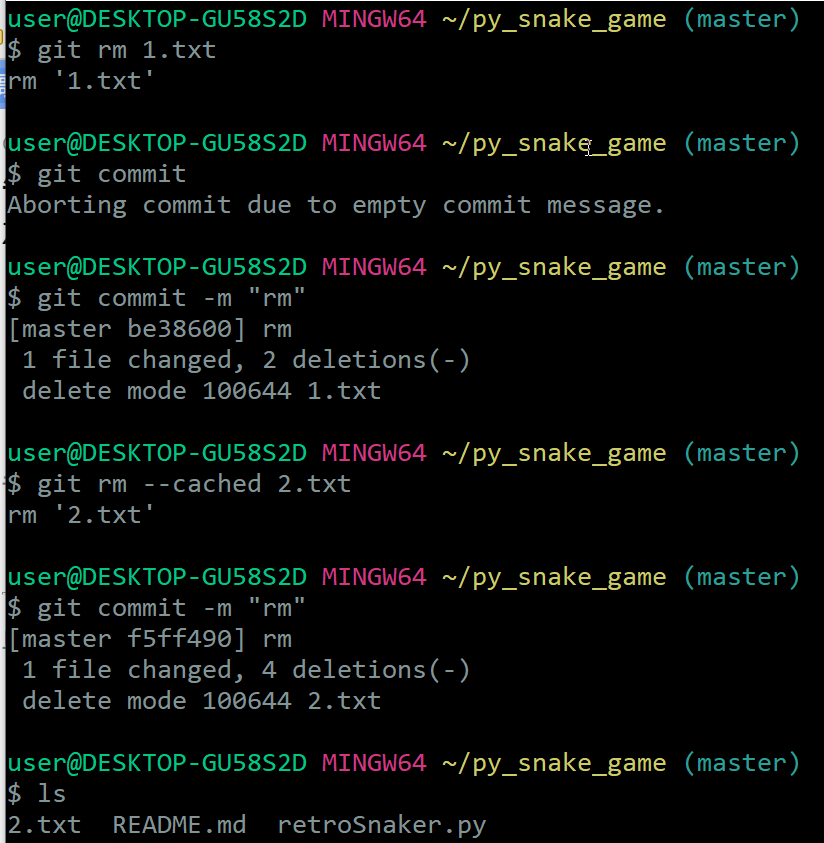 user@DESKTOP-GU58S2D MINGW64 ~/py_snake_game (master)
$ git rm 1.txt
rm '1.txt'
user@DESKTOP-GU58S2D MINGW64 ~/py_snake_game (master)
$ git commit
Aborting commit due to empty commit message.
user@DESKTOP-GU58S2D MINGW64 ~/py_snake_game (master)
$ git commit -m "rm"
[master be38600] rm
 1 file changed, 2 deletions(-)
 delete mode 100644 1.txt
user@DESKTOP-GU58S2D MINGW64 ~/py_snake_game (master)
$ git rm --cached 2.txt
rm '2.txt'
user@DESKTOP-GU58S2D MINGW64 ~/py_snake_game (master)
$ git commit -m "rm"
[master f5ff490] rm
 1 file changed, 4 deletions(-)
 delete mode 100644 2.txt
user@DESKTOP-GU58S2D MINGW64 ~/py_snake_game (master)
$ ls
2.txt  README.md  retroSnaker.py